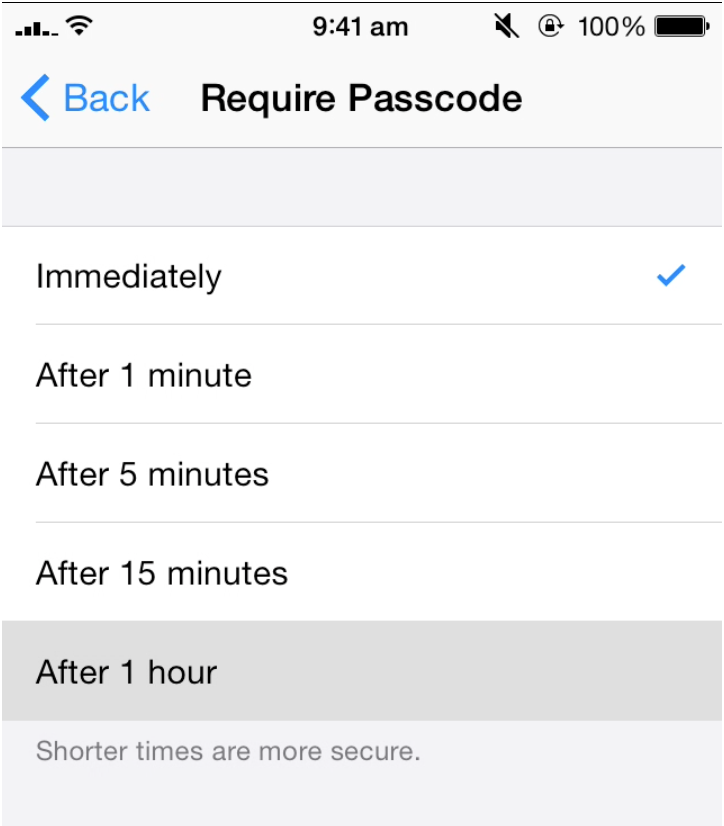 9:41 am 100%
Back Require Passcode
Immediately
After 1 minute
After 5 minutes
After 15 minutes
After 1 hour
Shorter times are more secure.